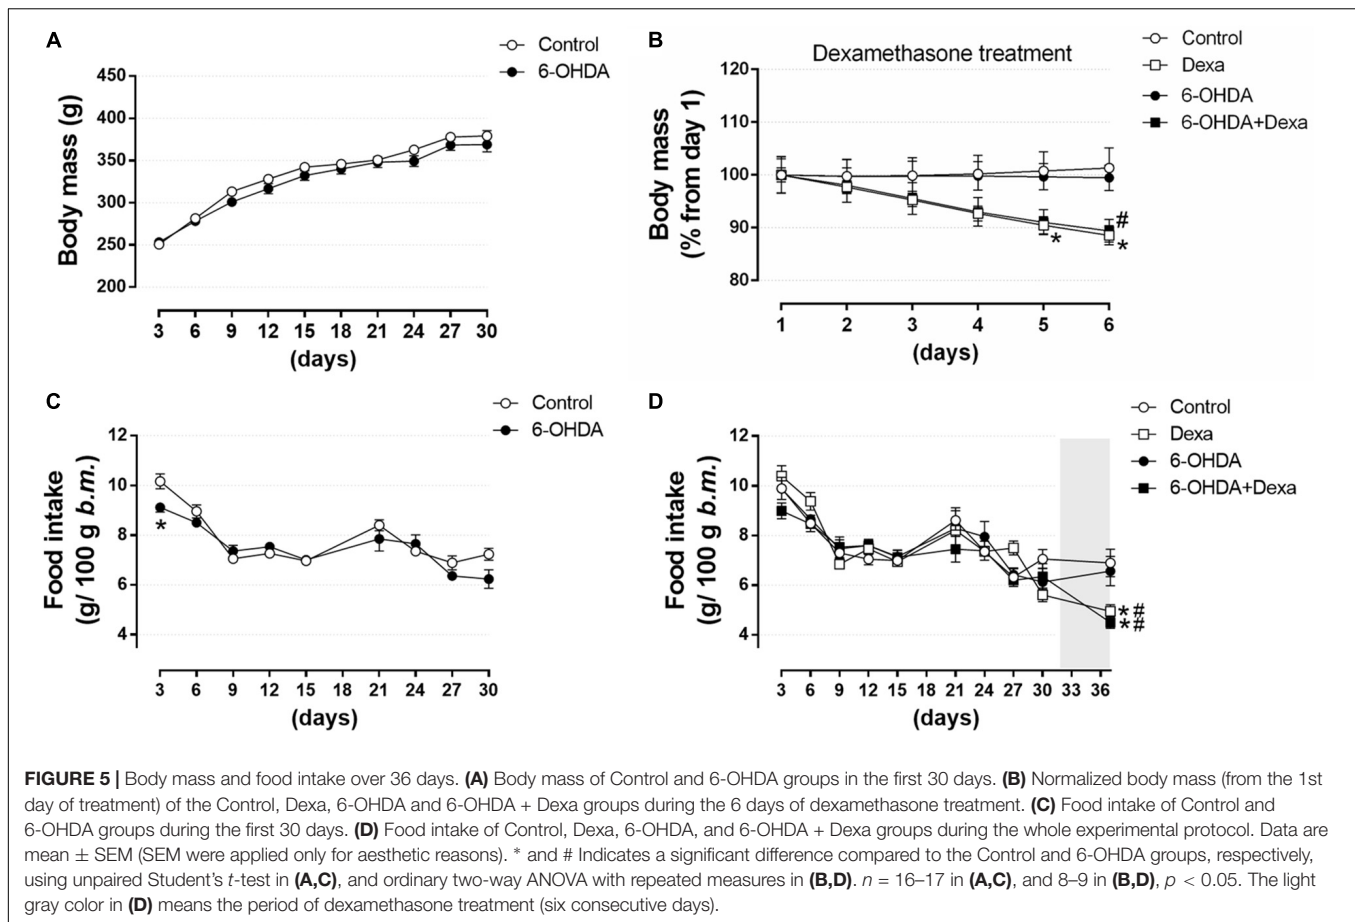 A
Control
6-OHDA
Body mass (g)
450
400
350
300
250
200
3 6 9 12 15 18 21 24 27 30
(days)
B
Dexamethasone treatment
Control
Dexa
6-OHDA
6-OHDA+Dexa
Body mass
(% from day 1)
120
110
100
90
80
#
*
*
1 2 3 4 5 6
(days)
C
Control
6-OHDA
Food intake
(g/ 100 g b.m.)
12
10
8
6
4
*
3 6 9 12 15 18 21 24 27 30
(days)
D
Control
Dexa
6-OHDA
6-OHDA+Dexa
Food intake
(g/ 100 g b.m.)
12
10
8
6
4
*#
*#
3 6 9 12 15 18 21 24 27 30 33 36
(days)
FIGURE 5 | Body mass and food intake over 36 days. (A) Body mass of Control and 6-OHDA groups in the first 30 days. (B) Normalized body mass (from the 1st
day of treatment) of the Control, Dexa, 6-OHDA and 6-OHDA + Dexa groups during the 6 days of dexamethasone treatment. (C) Food intake of Control and
6-OHDA groups during the first 30 days. (D) Food intake of Control, Dexa, 6-OHDA, and 6-OHDA + Dexa groups during the whole experimental protocol. Data are
mean ± SEM (SEM were applied only for aesthetic reasons). * and # Indicates a significant difference compared to the Control and 6-OHDA groups, respectively,
using unpaired Student's t-test in (A,C), and ordinary two-way ANOVA with repeated measures in (B,D). n = 16–17 in (A,C), and 8–9 in (B,D), p < 0.05. The light
gray color in (D) means the period of dexamethasone treatment (six consecutive days).